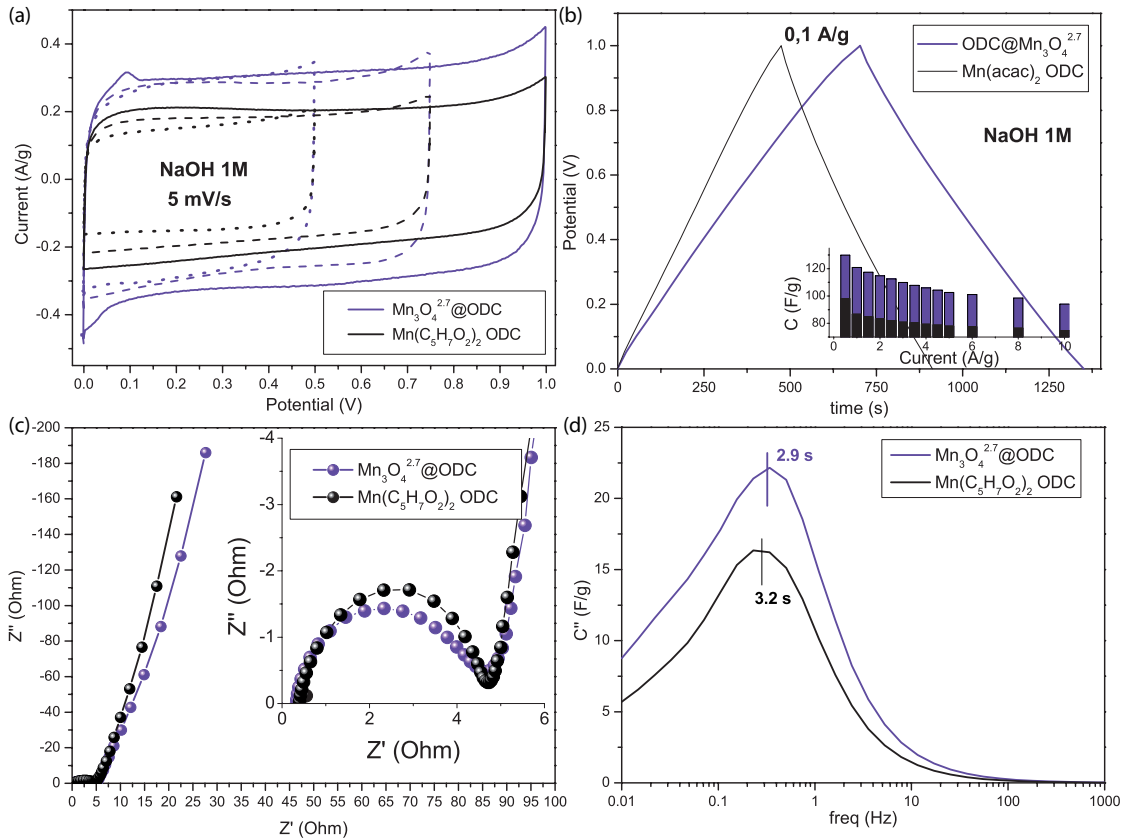 (a)
0.4
0.2
0.0
-0.2
-0.4
Current (A/g)
NaOH 1M
5 mV/s
Mn₃O₄²·⁷@ODC
Mn(C₅H₇O₂)₂ ODC
0.0 0.1 0.2 0.3 0.4 0.5 0.6 0.7 0.8 0.9 1.0
Potential (V)
(b)
1.0
0.8
0.6
0.4
0.2
0.0
Potential (V)
0,1 A/g
ODC@Mn₃O₄²·⁷
Mn(acac)₂ ODC
NaOH 1M
120
100
80
C (F/g)
0 2 4 6 8 10
Current (A/g)
0 250 500 750 1000 1250
time (s)
(c)
-200
-180
-160
-140
-120
-100
-80
-60
-40
-20
0
Z'' (Ohm)
-4
-3
-2
-1
0
Z'' (Ohm)
Mn₃O₄²·⁷@ODC
Mn(C₅H₇O₂)₂ ODC
0 2 4 6
Z' (Ohm)
0 5 10 15 20 25 30 35 40 45 50 55 60 65 70 75 80 85 90 95 100
Z' (Ohm)
(d)
25
20
15
10
5
0
C'' (F/g)
2.9 s
3.2 s
Mn₃O₄²·⁷@ODC
Mn(C₅H₇O₂)₂ ODC
0.01 0.1 1 10 100 1000
freq (Hz)